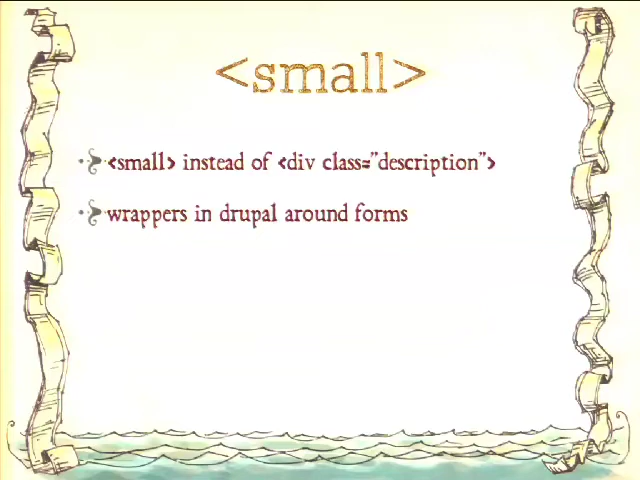 <small>
<small> instead of <div class="description">
wrappers in drupal around forms